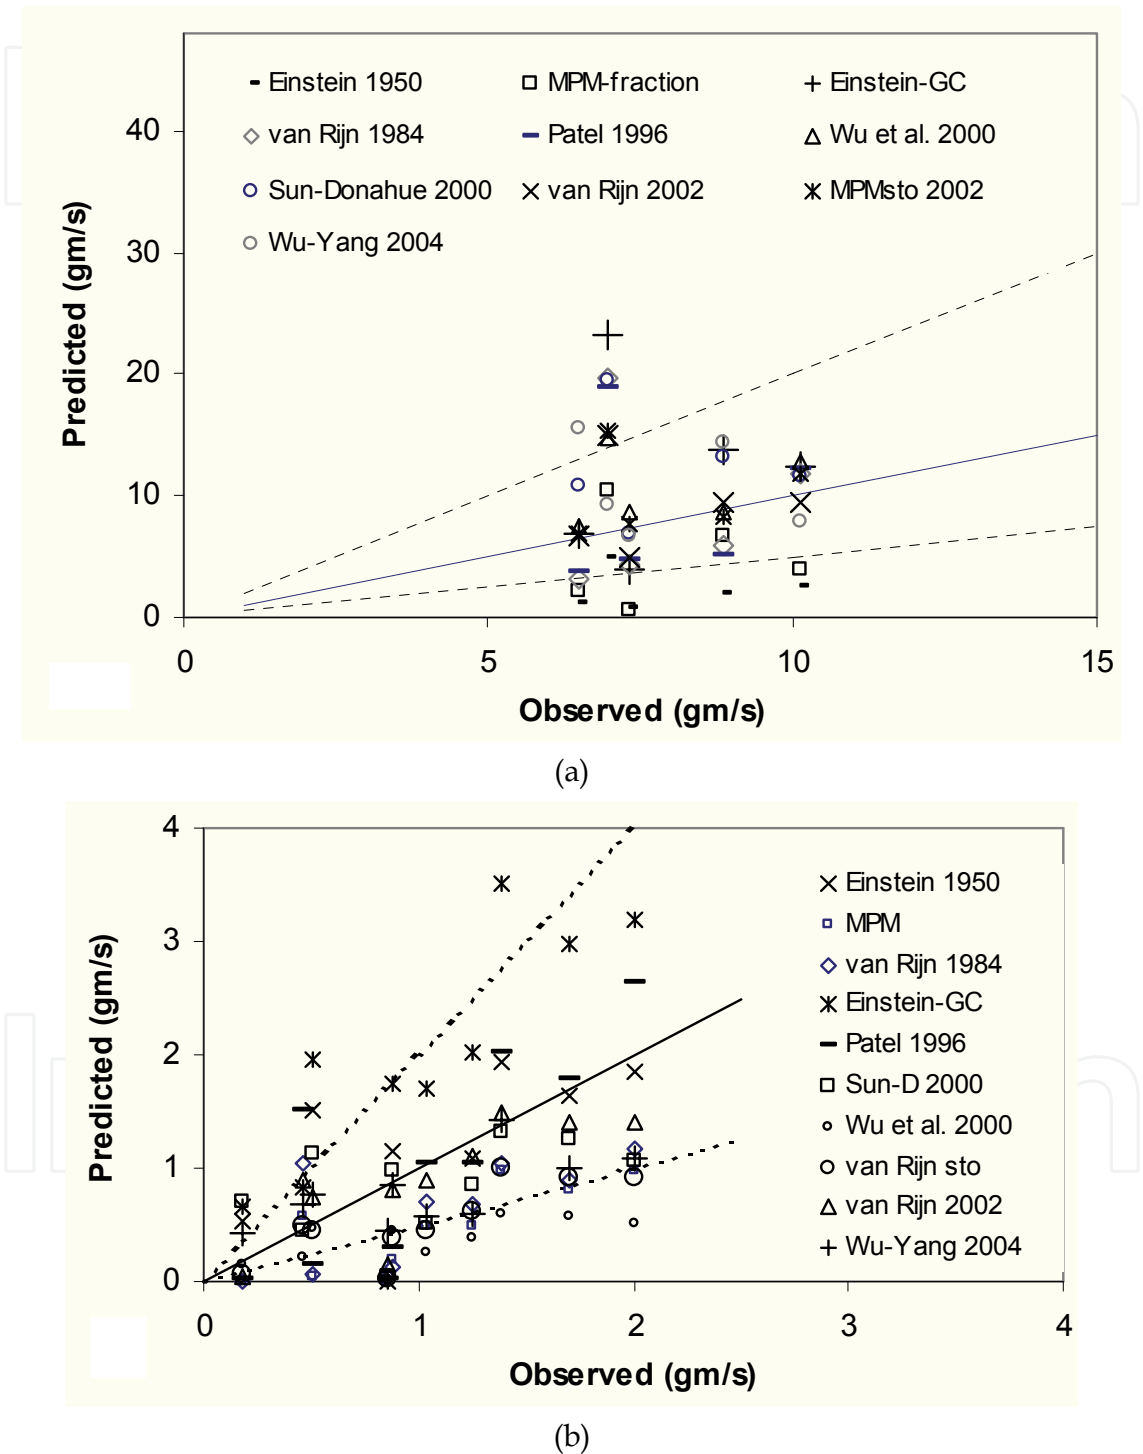 Einstein 1950 MPM-fraction Einstein-GC
van Rijn 1984 Patel 1996 Wu et al. 2000
Sun-Donahue 2000 van Rijn 2002 MPMsto 2002
Wu-Yang 2004
40
30
20
10
0
Predicted (gm/s)
0 5 10 15
Observed (gm/s)
(a)
4
3
2
1
0
Predicted (gm/s)
Einstein 1950
MPM
van Rijn 1984
Einstein-GC
Patel 1996
Sun-D 2000
Wu et al. 2000
van Rijn sto
van Rijn 2002
Wu-Yang 2004
0 1 2 3 4
Observed (gm/s)
(b)